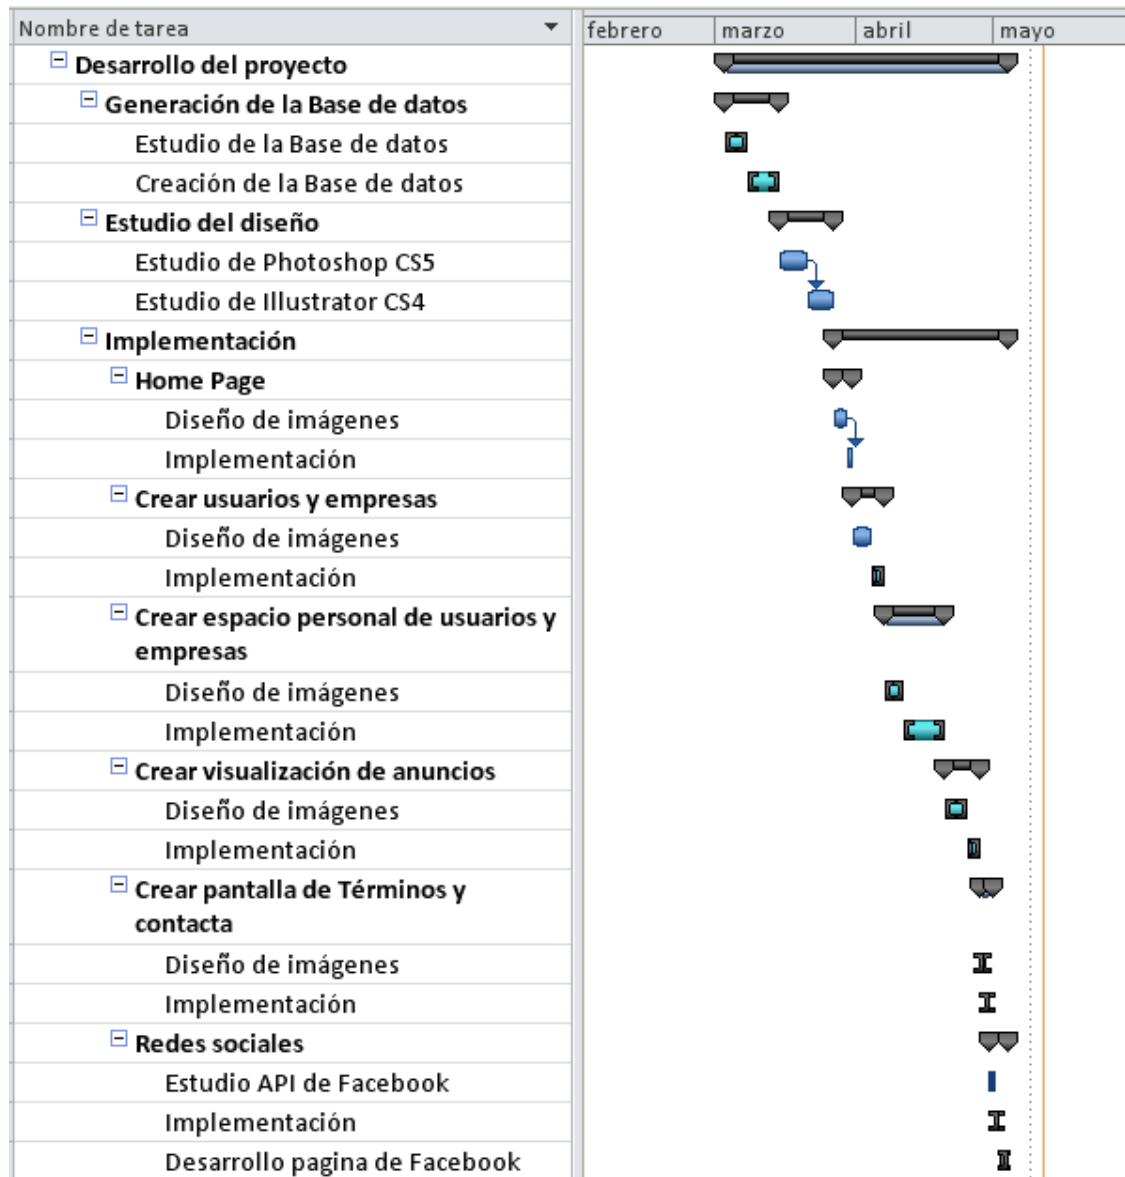 Nombre de tarea
febrero marzo abril mayo
Desarrollo del proyecto
Generación de la Base de datos
Estudio de la Base de datos
Creación de la Base de datos
Estudio del diseño
Estudio de Photoshop CS5
Estudio de Illustrator CS4
Implementación
Home Page
Diseño de imágenes
Implementación
Crear usuarios y empresas
Diseño de imágenes
Implementación
Crear espacio personal de usuarios y
empresas
Diseño de imágenes
Implementación
Crear visualización de anuncios
Diseño de imágenes
Implementación
Crear pantalla de Términos y
contacta
Diseño de imágenes
Implementación
Redes sociales
Estudio API de Facebook
Implementación
Desarrollo pagina de Facebook